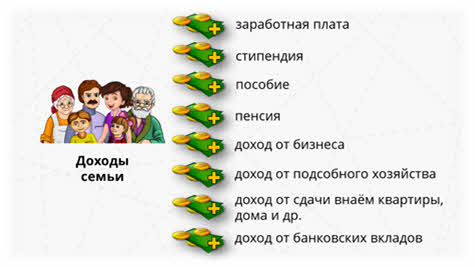 заработная плата
стипендия
пособие
пенсия
Доходы
семьи
доход от бизнеса
доход от подсобного хозяйства
доход от сдачи внаём квартиры,
дома и др.
доход от банковских вкладов